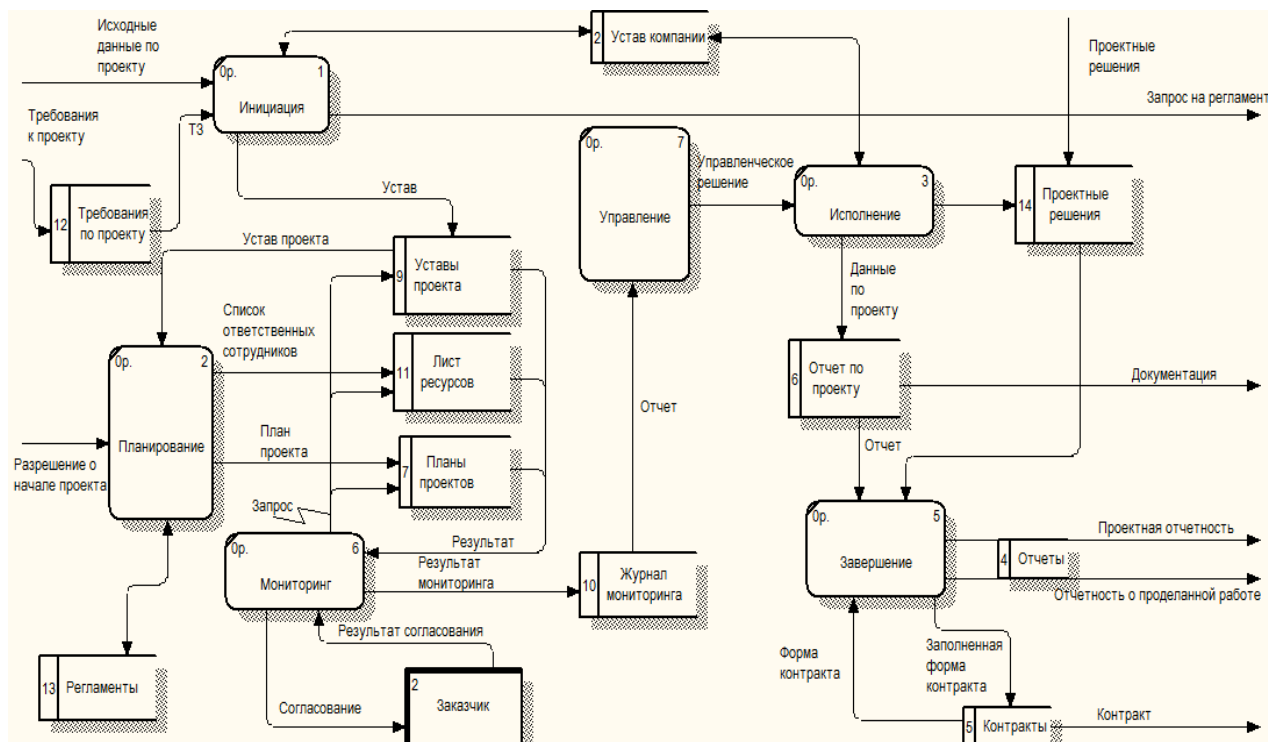 Исходные
данные по
проекту
2
Устав компании
Проектные
решения
0р.
1
Инициация
Запрос на регламент
Требования
к проекту
ТЗ
0р.
7
Управление
Управленческое
решение
0р.
3
Исполнение
14
Проектные
решения
12
Требования
по проекту
Устав
Устав проекта
9
Уставы
проекта
Данные
по
проекту
Список
ответственных
сотрудников
0р.
2
Планирование
11
Лист
ресурсов
6
Отчет по
проекту
Документация
Отчет
Отчет
План
проекта
7
Планы
проектов
Разрешение о
начале проекта
Запрос
0р.
5
Завершение
Проектная отчетность
4
Отчеты
Отчетность о проделанной работе
0р.
6
Мониторинг
Результат
Результат
мониторинга
10
Журнал
мониторинга
Результат согласования
Форма
контракта
Заполненная
форма
контракта
13
Регламенты
Согласование
2
Заказчик
5
Контракты
Контракт